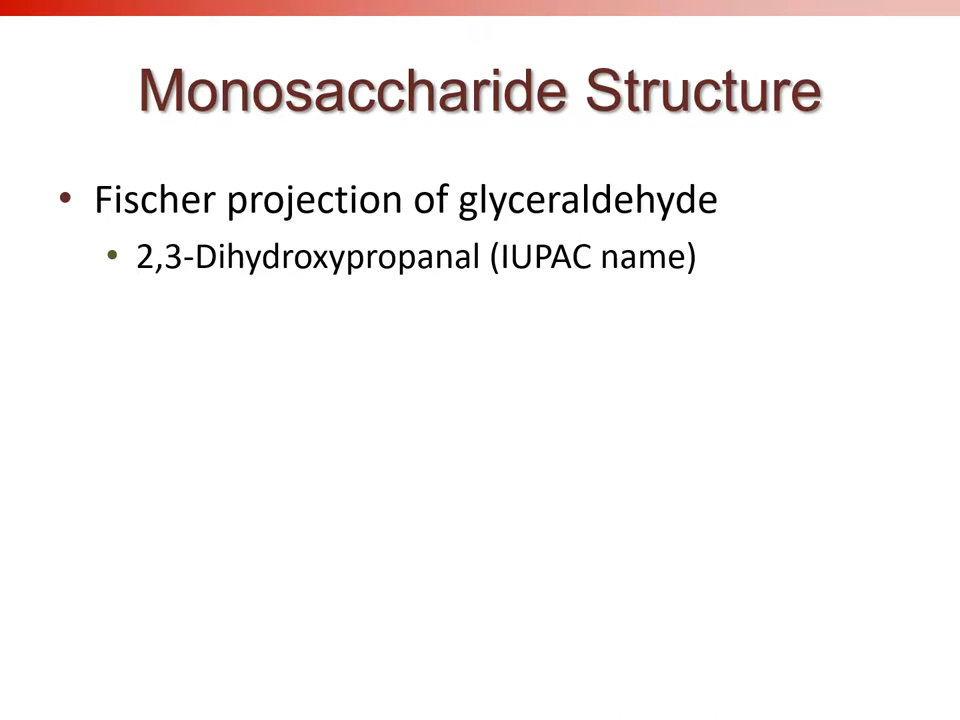 Monosaccharide Structure
• Fischer projection of glyceraldehyde
• 2,3-Dihydroxypropanal (IUPAC name)